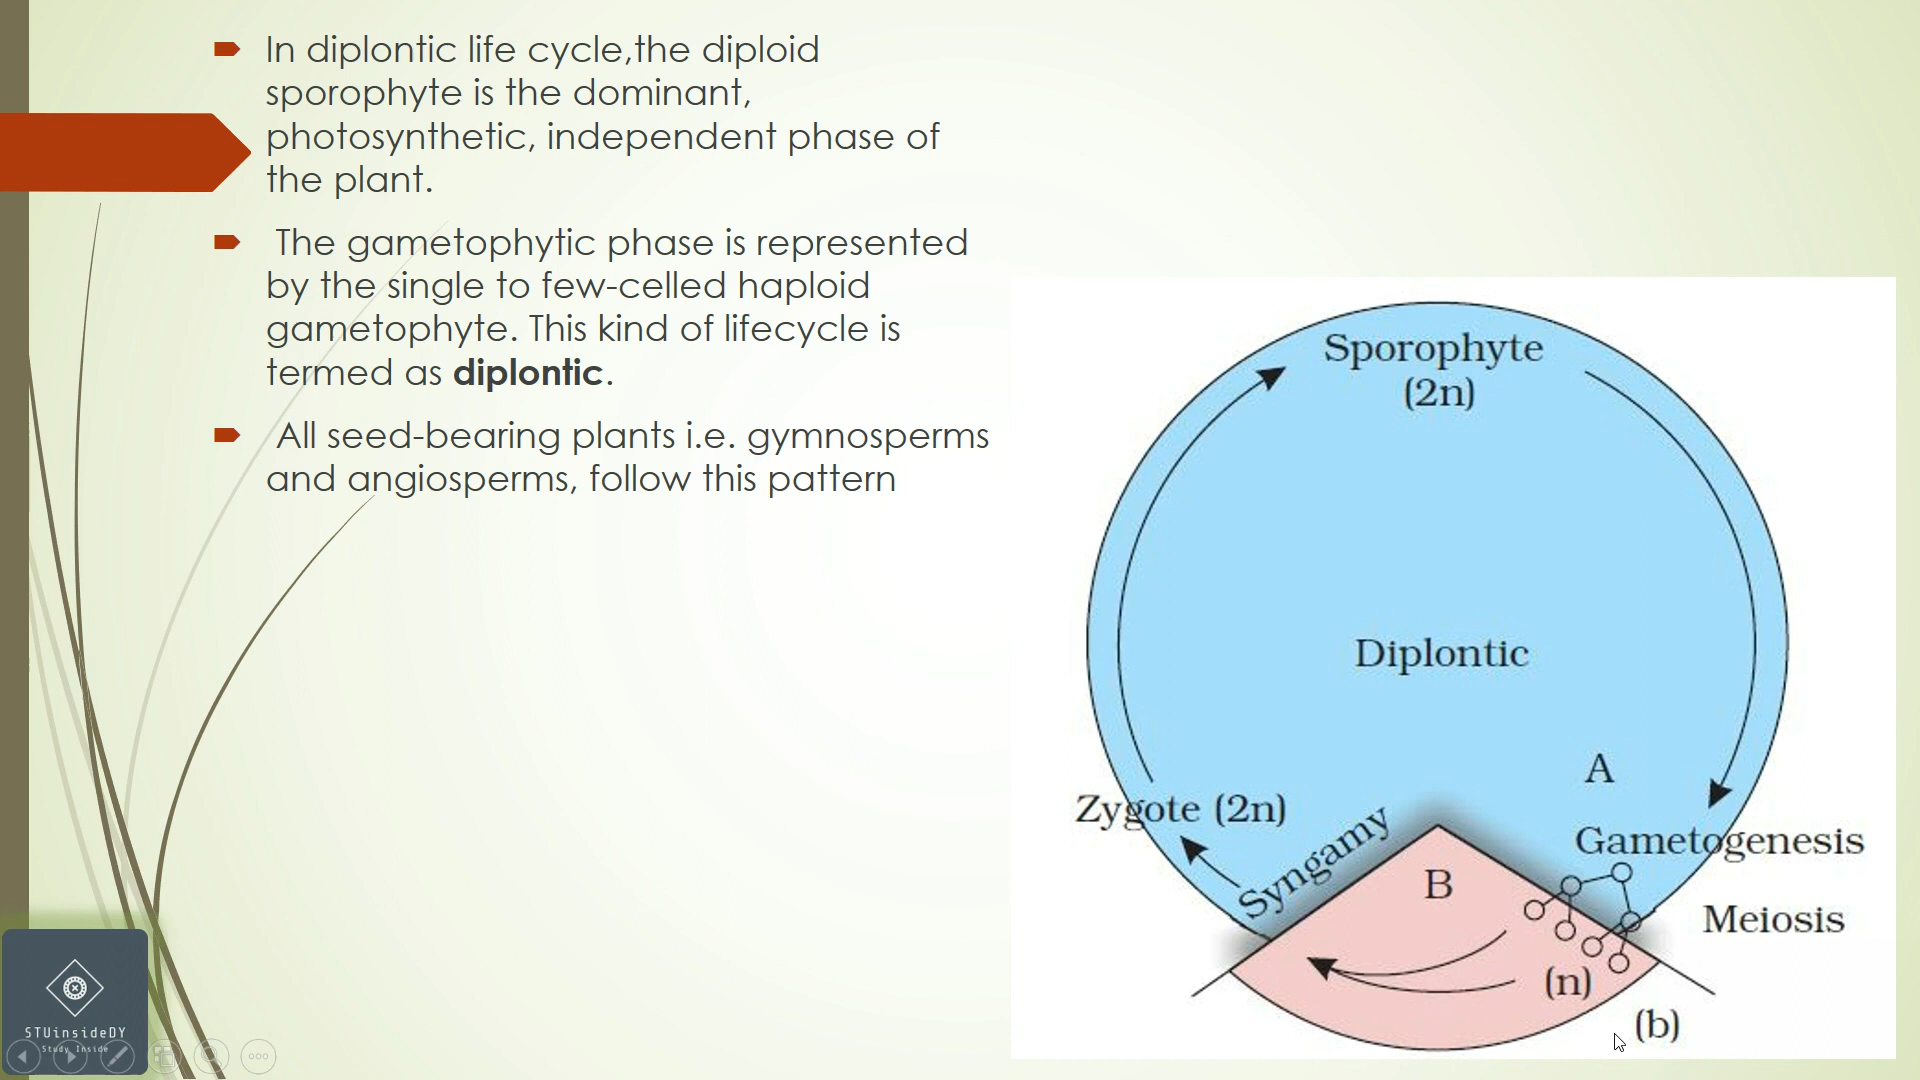 In diplontic life cycle,the diploid
sporophyte is the dominant,
photosynthetic, independent phase of
the plant.
The gametophytic phase is represented
by the single to few-celled haploid
gametophyte. This kind of lifecycle is
termed as diplontic.
All seed-bearing plants i.e. gymnosperms
and angiosperms, follow this pattern
Sporophyte
(2n)
Diplontic
A
Zygote (2n)
Syngamy
Gametogenesis
B
Meiosis
(n)
(b)
STUinsideDY
Study Inside